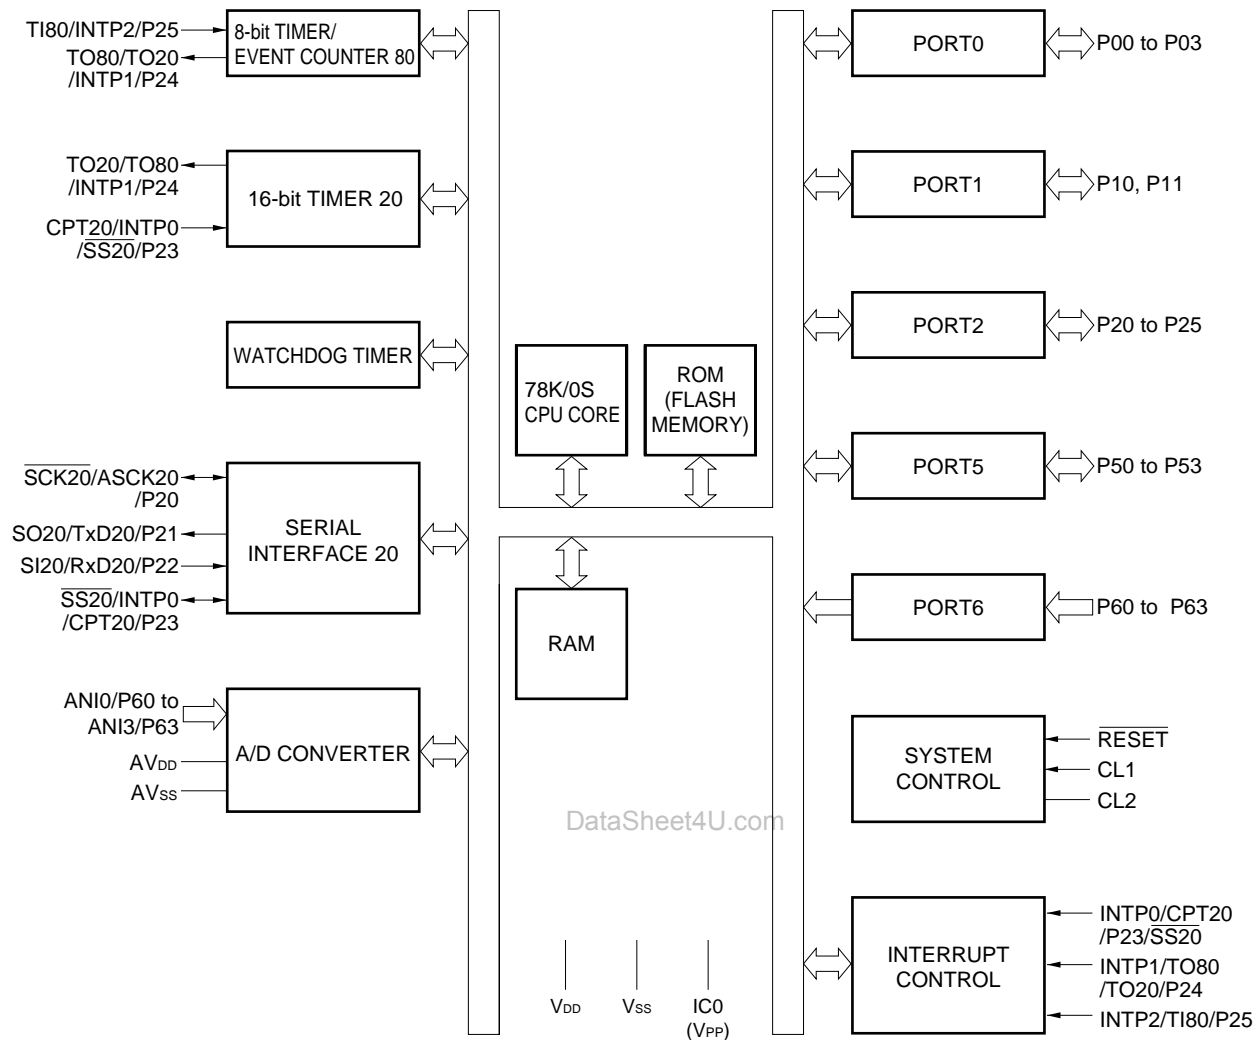 TI80/INTP2/P25
TO80/TO20
/INTP1/P24
8-bit TIMER/
EVENT COUNTER 80
TO20/TO80
/INTP1/P24
CPT20/INTP0
/SS20/P23
16-bit TIMER 20
WATCHDOG TIMER
SCK20/ASCK20
/P20
SO20/TxD20/P21
SI20/RxD20/P22
SS20/INTP0
/CPT20/P23
SERIAL
INTERFACE 20
ANI0/P60 to
ANI3/P63
AVDD
AVSS
A/D CONVERTER
78K/0S
CPU CORE
ROM
(FLASH
MEMORY)
RAM
DataSheet4U.com
VDD
VSS
IC0
(VPP)
PORT0
P00 to P03
PORT1
P10, P11
PORT2
P20 to P25
PORT5
P50 to P53
PORT6
P60 to P63
SYSTEM
CONTROL
RESET
CL1
CL2
INTERRUPT
CONTROL
INTP0/CPT20
/P23/SS20
INTP1/TO80
/TO20/P24
INTP2/TI80/P25